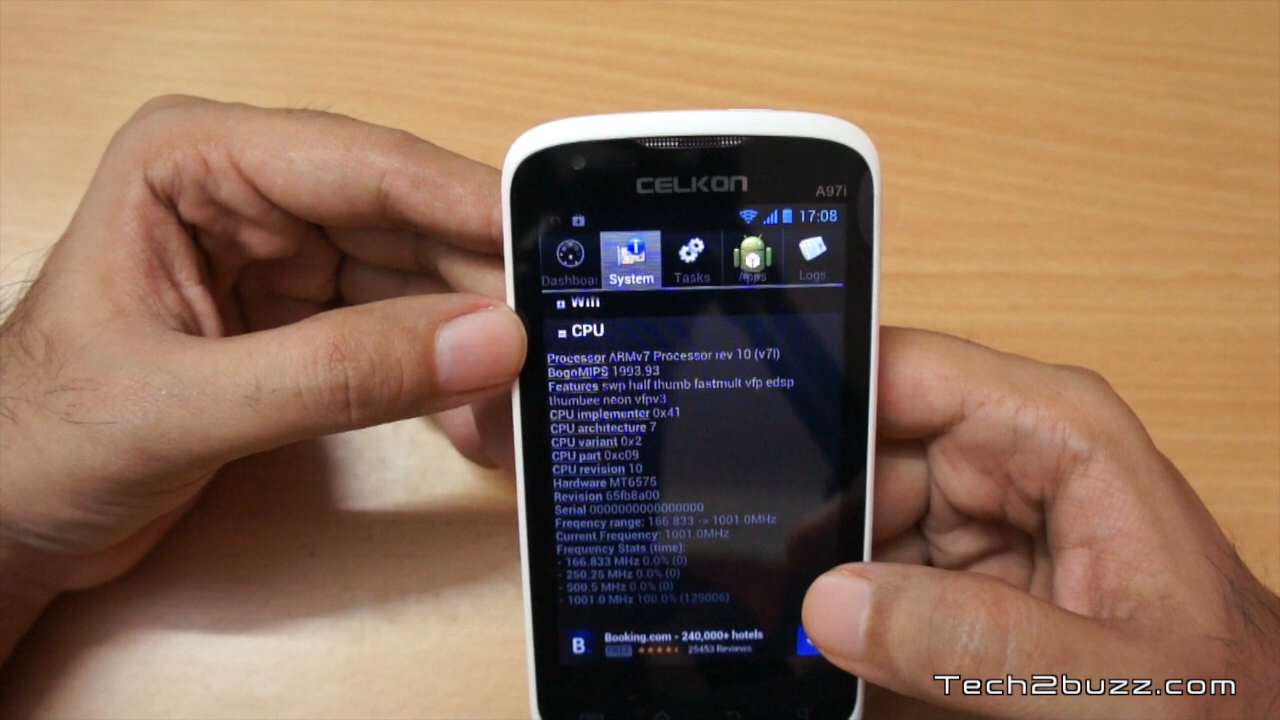 CELKON
A97i
17:08
Dashboar System Tasks Apps Logs
Wifi
CPU
Processor ARMv7 Processor rev 10 (v7l)
BogoMIPS 1993.93
Features swp half thumb fastmult vfp edsp
thumbee neon vfpv3
CPU implementer 0x41
CPU architecture 7
CPU variant 0x2
CPU part 0xc09
CPU revision 10
Hardware MT6575
Revision 65fb8a00
Serial 0000000000000000
Freqency range: 166.833 -> 1001.0MHz
Current Frequency: 1001.0MHz
Frequency Stats (time):
- 166.833 MHz 0.0% (0)
- 250.25 MHz 0.0% (0)
- 500.5 MHz 0.0% (0)
- 1001.0 MHz 100.0% (129006)
B
Booking.com - 240,000+ hotels
FREE 25453 Reviews
Tech2buzz.com